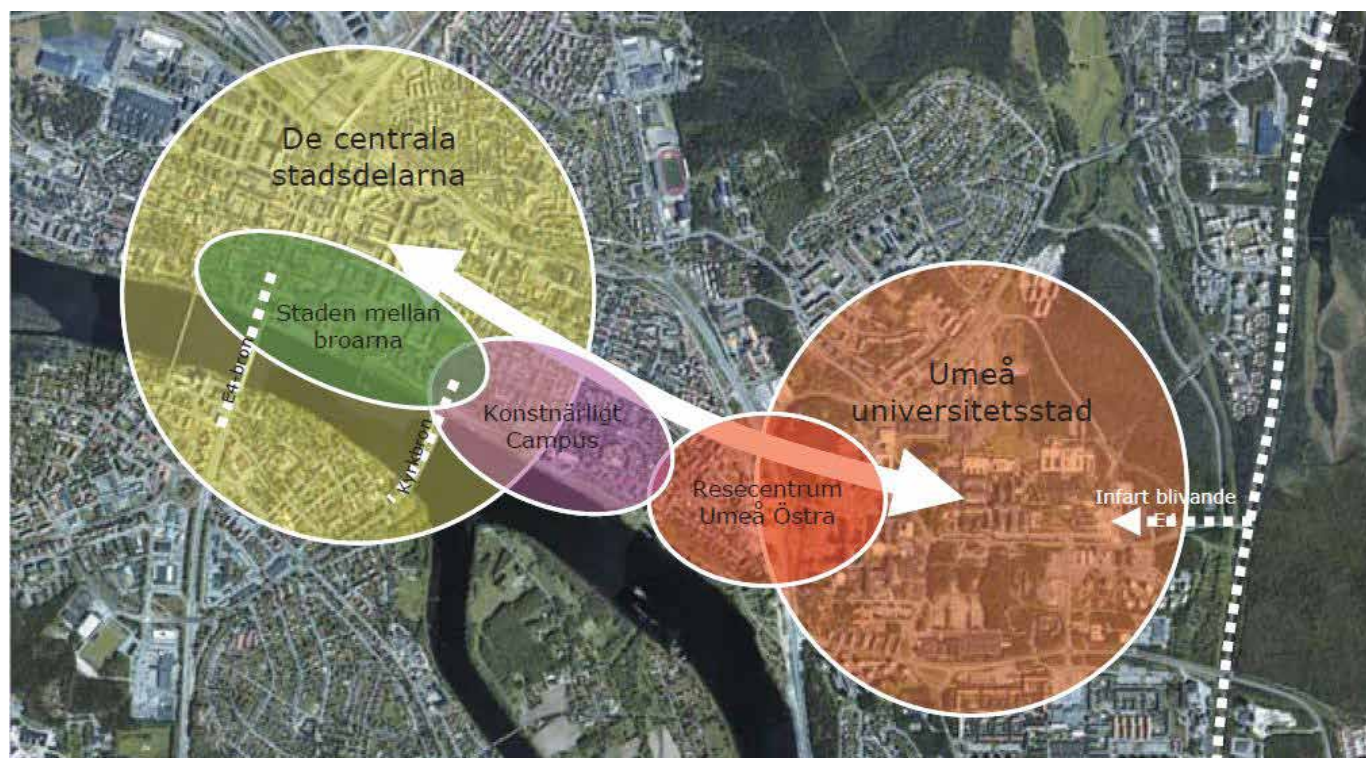 De centrala
stadsdelarna
Staden mellan
broarna
E4-bron
Kyrkbron
Konstnärligt
Campus
Resecentrum
Umeå Östra
Umeå
universitetsstad
Infart blivande